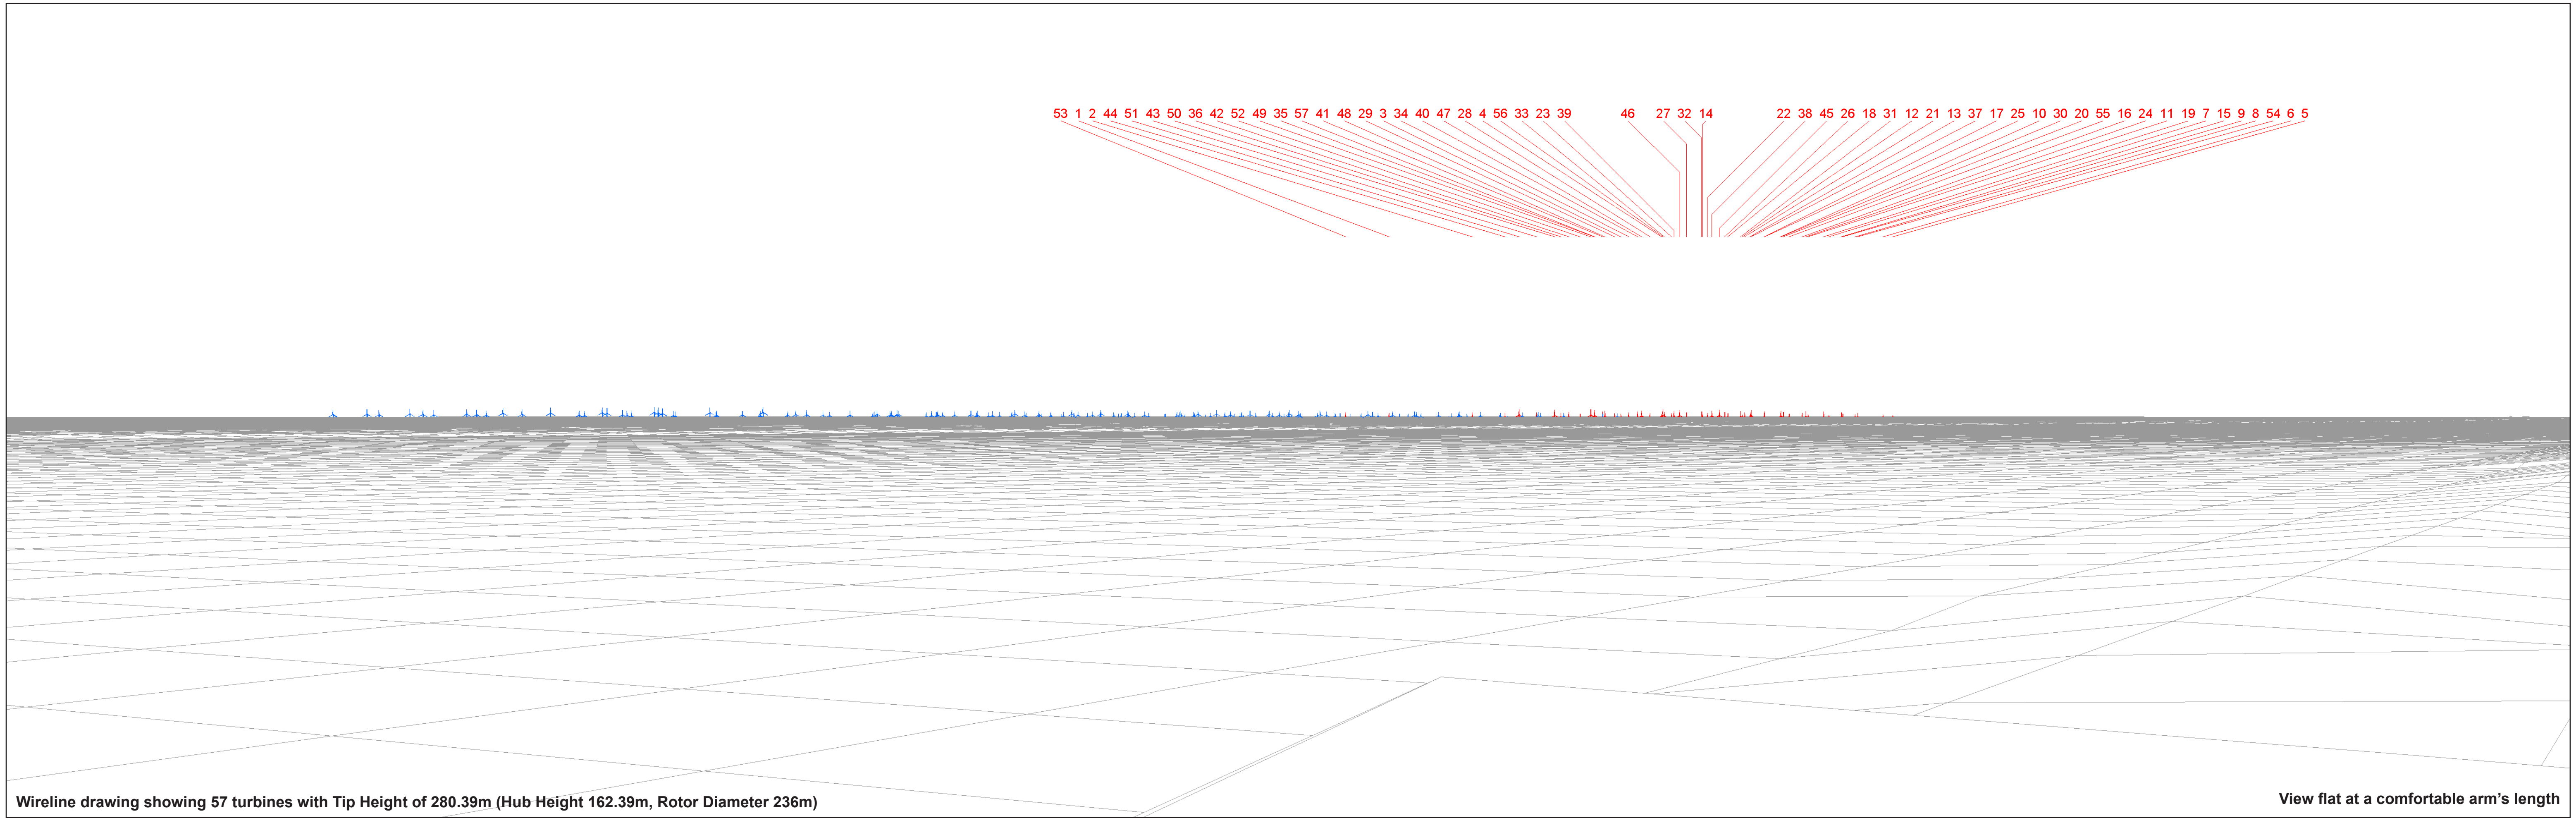 53 1 2 44 51 43 50 36 42 52 49 35 57 41 48 29 3 34 40 47 28 4 56 33 23 39 46 27 32 14 22 38 45 26 18 31 12 21 13 37 17 25 10 30 20 55 16 24 11 19 7 15 9 8 54 6 5
Wireline drawing showing 57 turbines with Tip Height of 280.39m (Hub Height 162.39m, Rotor Diameter 236m)
View flat at a comfortable arm’s length